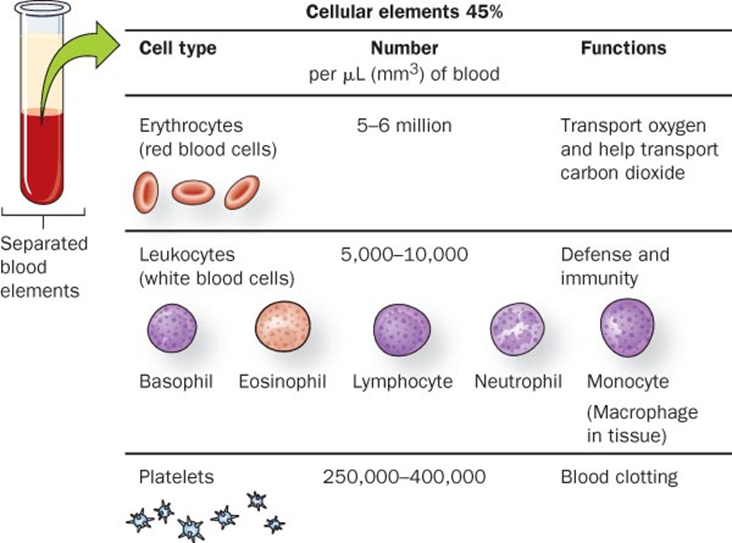 Cellular elements 45%
Cell type Number Functions
per μL (mm³) of blood
Erythrocytes 5–6 million Transport oxygen
(red blood cells) and help transport
carbon dioxide
Separated
blood
elements
Leukocytes 5,000–10,000 Defense and
(white blood cells) immunity
Basophil Eosinophil Lymphocyte Neutrophil Monocyte
(Macrophage
in tissue)
Platelets 250,000–400,000 Blood clotting